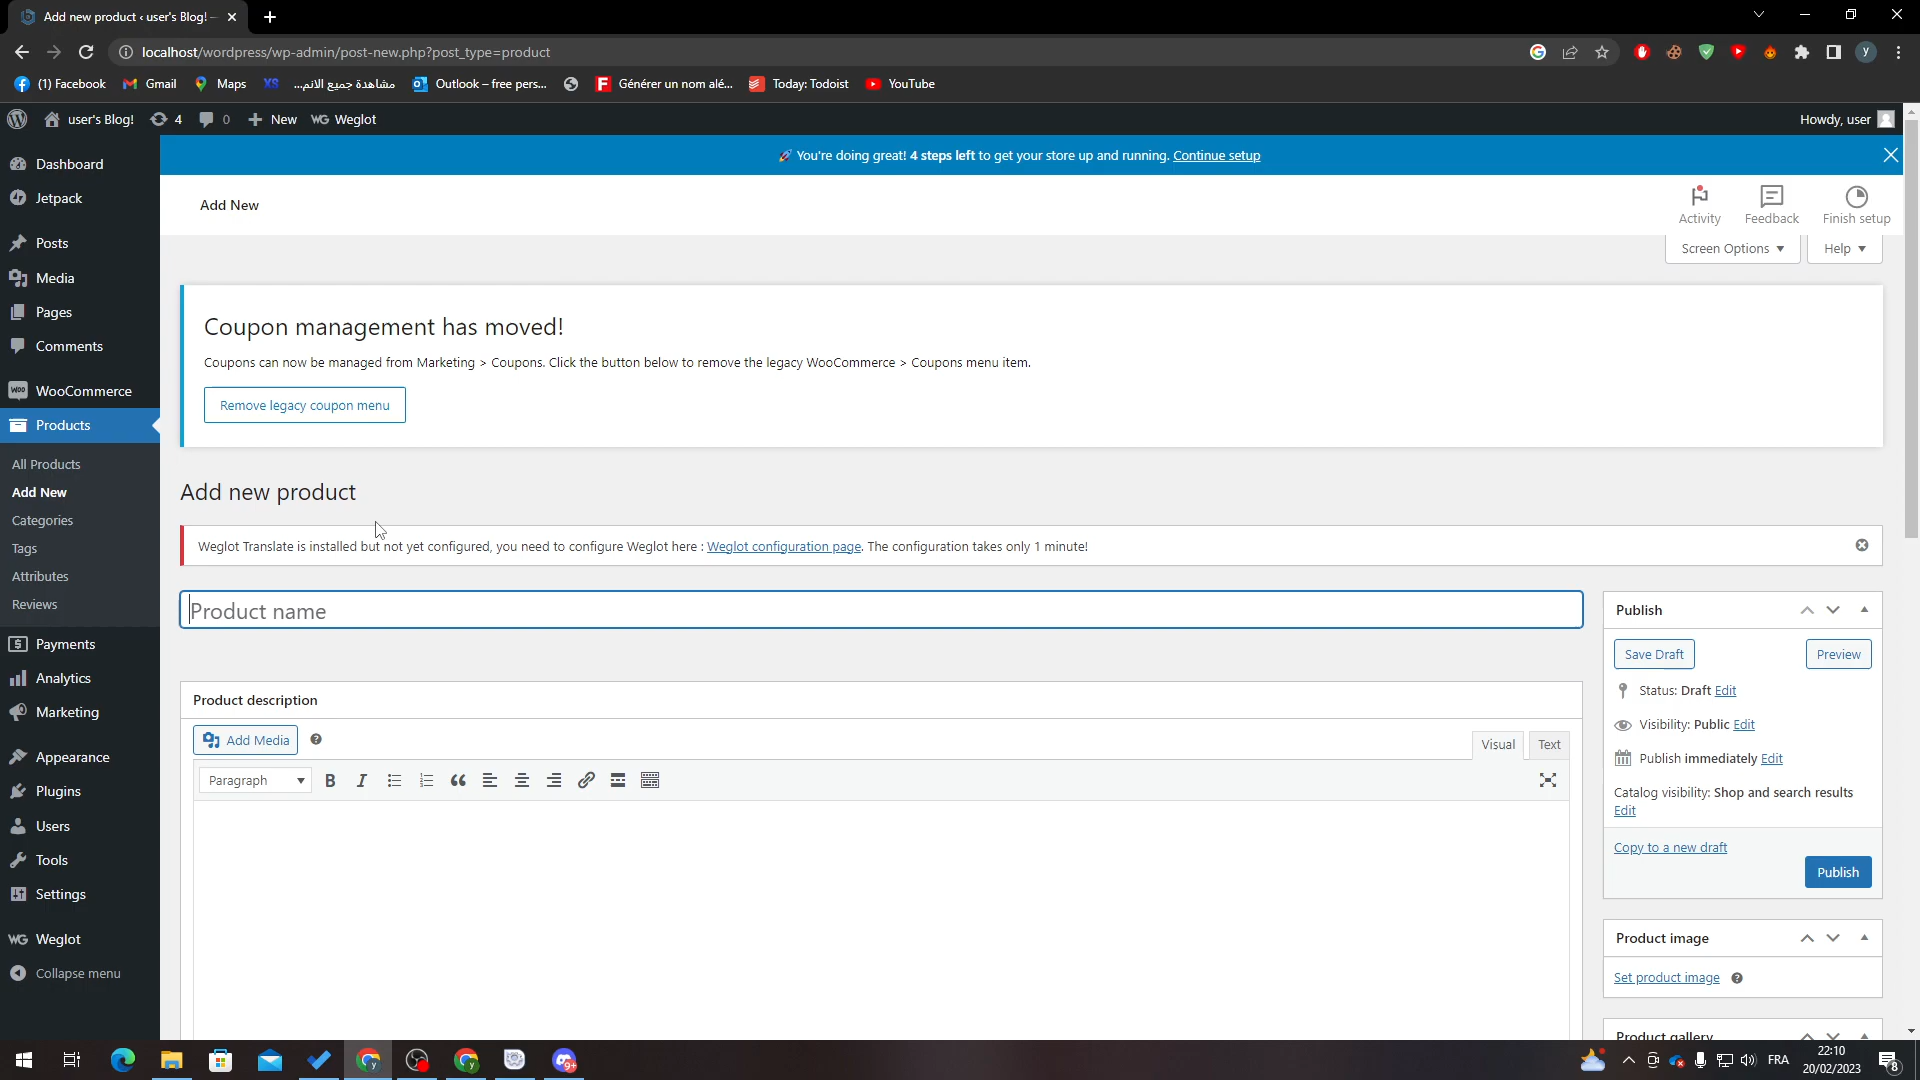 Add new product ‹ user's Blog! –
localhost/wordpress/wp-admin/post-new.php?post_type=product
y
(1) Facebook
Gmail
Maps
XS
مشاهدة جميع الانم...
Outlook – free pers...
Générer un nom alé...
Today: Todoist
YouTube
user's Blog!
4
0
New
WG Weglot
Howdy, user
Dashboard
Jetpack
Posts
Media
Pages
Comments
WooCommerce
Products
All Products
Add New
Categories
Tags
Attributes
Reviews
Payments
Analytics
Marketing
Appearance
Plugins
Users
Tools
Settings
WG Weglot
Collapse menu
You're doing great! 4 steps left to get your store up and running. Continue setup
Add New
Activity
Feedback
Finish setup
Screen Options
Help
Coupon management has moved!
Coupons can now be managed from Marketing > Coupons. Click the button below to remove the legacy WooCommerce > Coupons menu item.
Remove legacy coupon menu
Add new product
Weglot Translate is installed but not yet configured, you need to configure Weglot here : Weglot configuration page. The configuration takes only 1 minute!
Product name
Product description
Add Media
Visual
Text
Paragraph
B
I
Publish
Save Draft
Preview
Status: Draft Edit
Visibility: Public Edit
Publish immediately Edit
Catalog visibility: Shop and search results
Edit
Copy to a new draft
Publish
Product image
Set product image
Product gallery
9+
FRA
22:10
20/02/2023
8